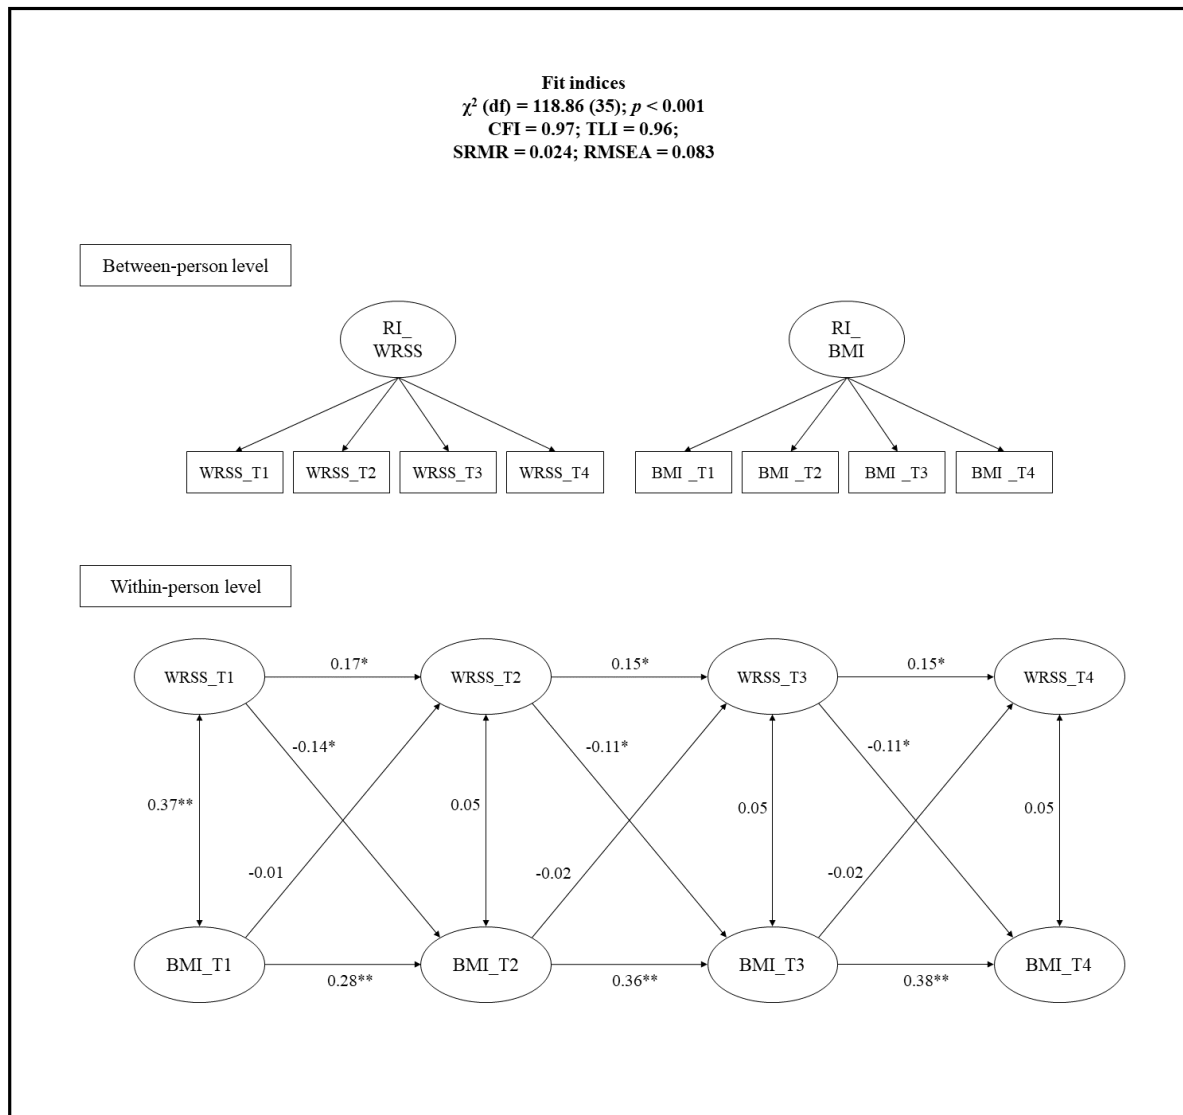 Fit indices
χ² (df) = 118.86 (35); p < 0.001
CFI = 0.97; TLI = 0.96;
SRMR = 0.024; RMSEA = 0.083
Between-person level
RI_
WRSS
RI_
BMI
WRSS_T1
WRSS_T2
WRSS_T3
WRSS_T4
BMI _T1
BMI _T2
BMI _T3
BMI _T4
Within-person level
WRSS_T1
0.17*
WRSS_T2
0.15*
WRSS_T3
0.15*
WRSS_T4
-0.14*
-0.11*
-0.11*
0.37**
0.05
0.05
0.05
-0.01
-0.02
-0.02
BMI_T1
0.28**
BMI_T2
0.36**
BMI_T3
0.38**
BMI_T4